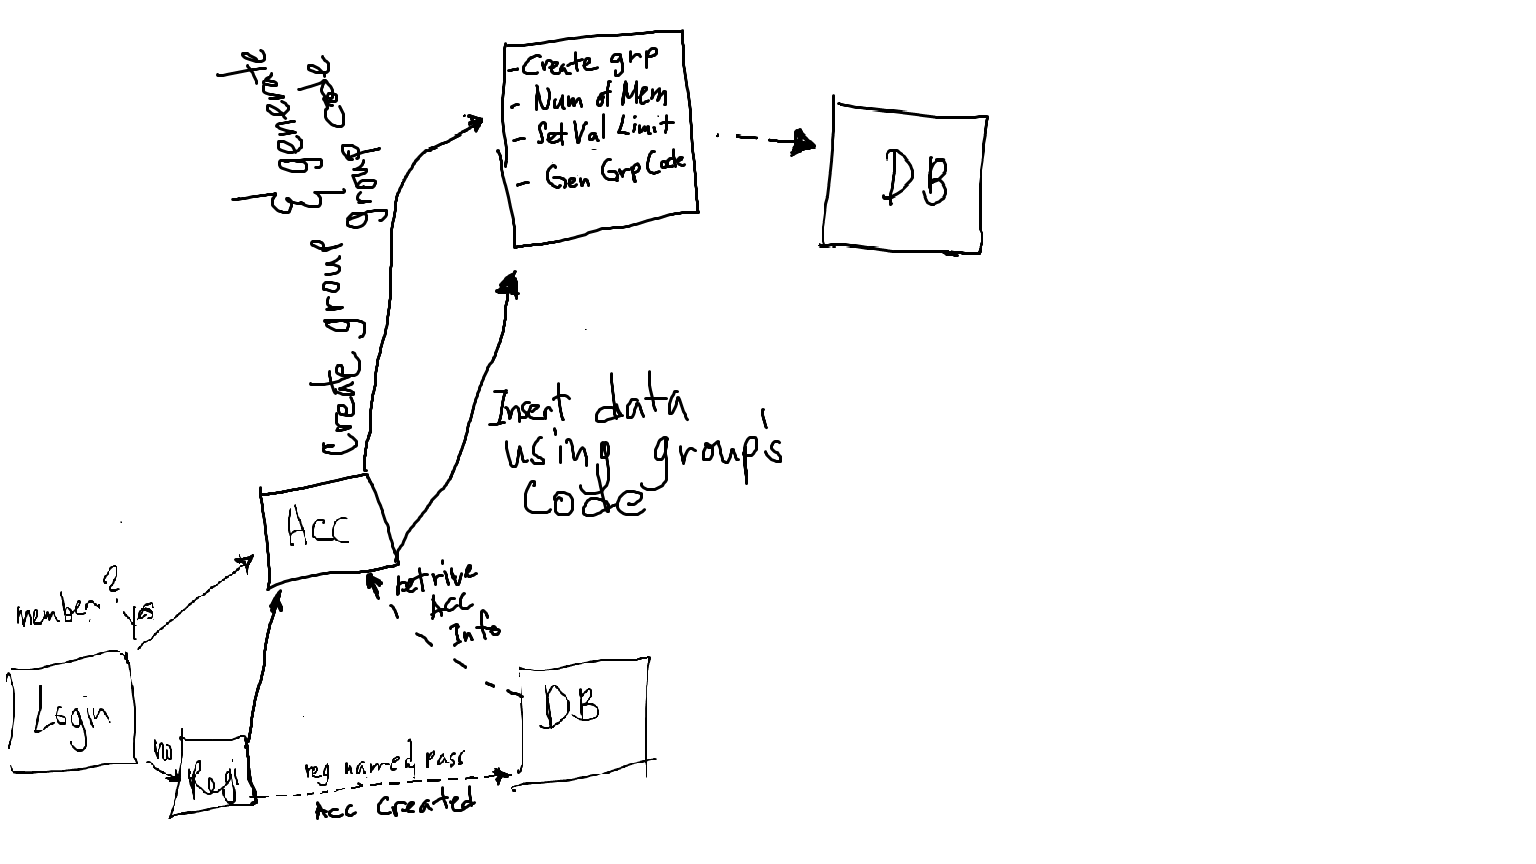 - Create grp
- Num of Mem
- Set Val Limit
- Gen Grp Code
DB
Create group
& generate
group code
Insert data
using group's
code
Acc
member?
yes
retrive
Acc
Info
Login
no
Regi
reg named pass
Acc Created
DB